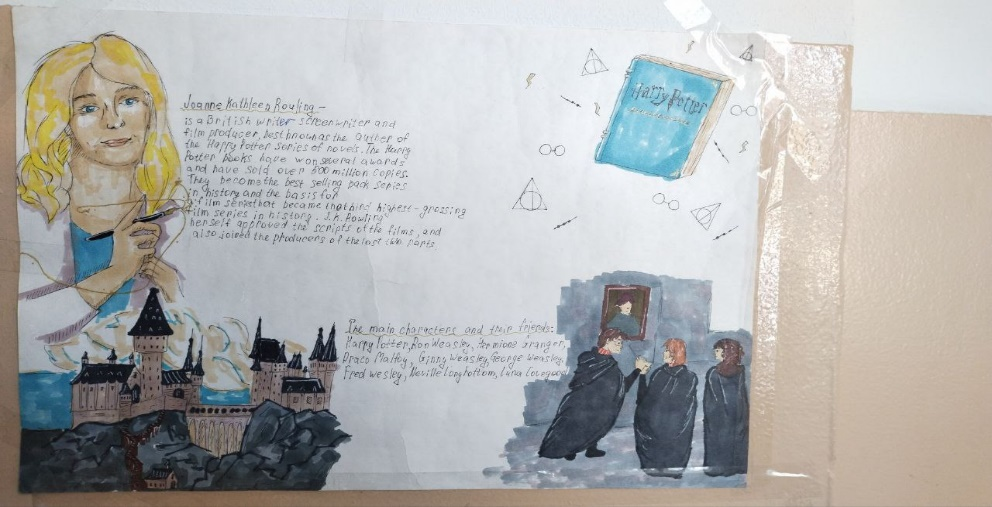 Joanne Kathleen Rowling –
is a British writer screenwriter and
film producer, best known as the auther of
the Harry Potter series of novels. The Harry
Potter books have won several awards
and have sold over 500 million copies.
They become the best selling book series
in history and the basis for
film series that became the third highest-grossing
film series in history. J.K. Rowling
herself approved the scripts of the films, and
also joined the producers of the last two parts
Harry Potter
The main characters and their friends:
Harry Potter, Ron Weasley, Hermione Granger,
Draco Malfoy, Ginny Weasley, George Weasley,
Fred Wesley, Neville Longbottom, Luna Lovegood